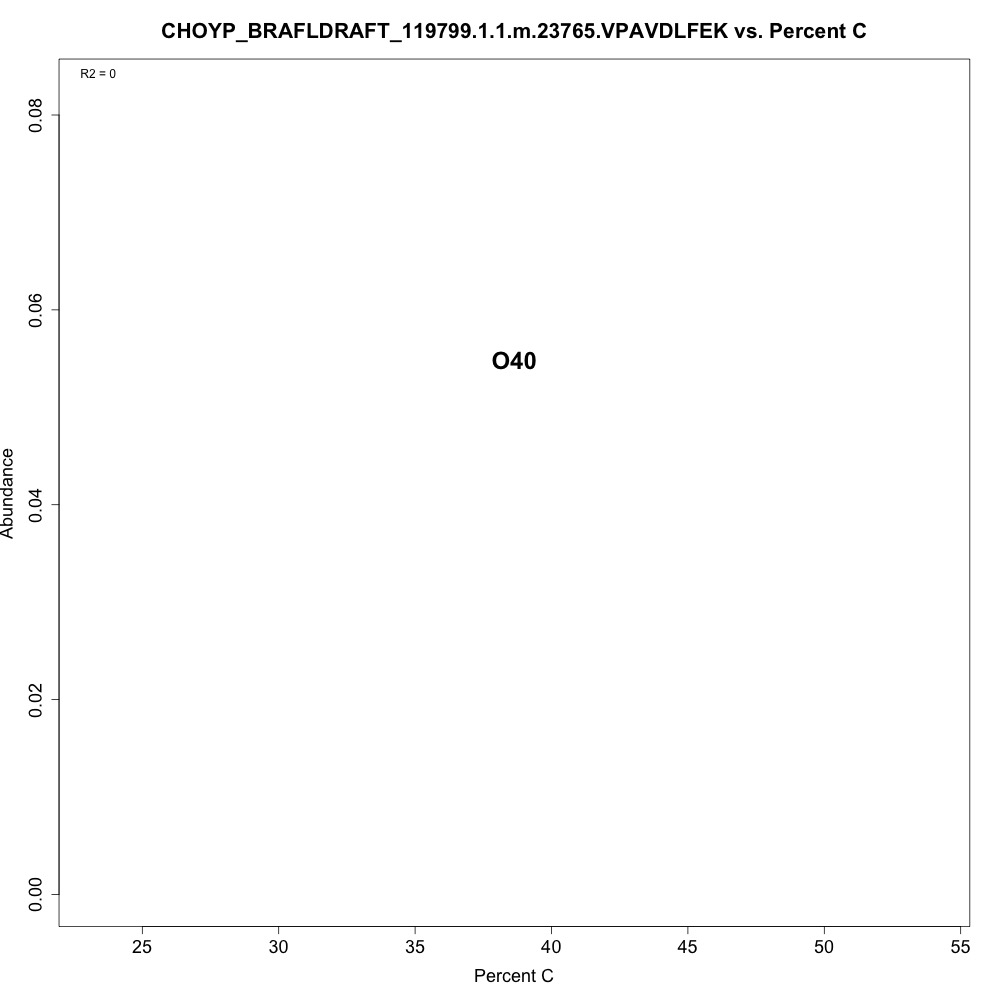 CHOYP_BRAFLDRAFT_119799.1.1.m.23765.VPAVDLFEK vs. Percent C
R2 = 0
0.08
0.06
O40
0.04
Abundance
0.02
0.00
25 30 35 40 45 50 55
Percent C